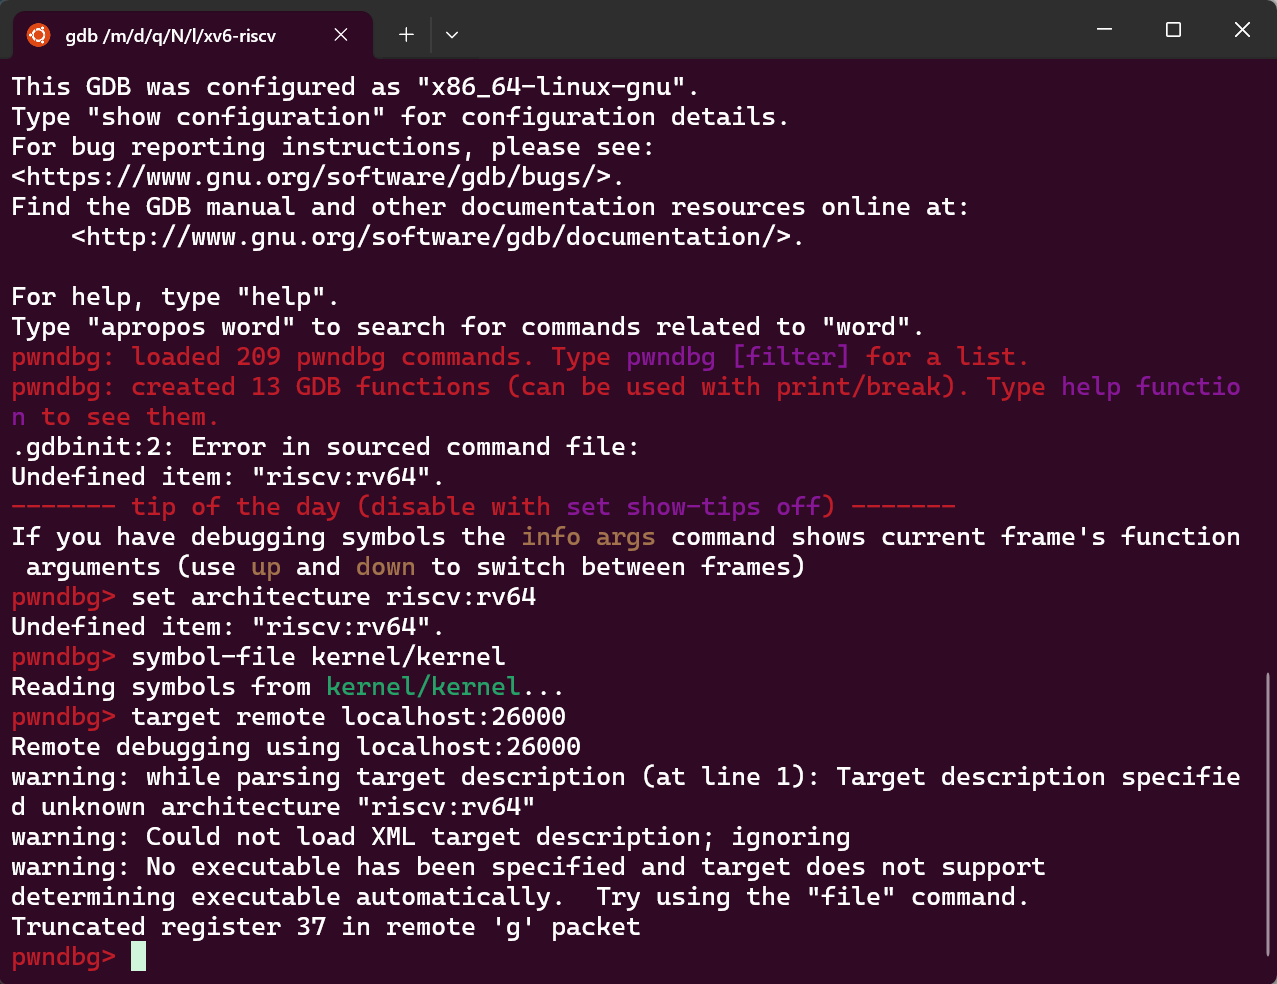 gdb /m/d/q/N/l/xv6-riscv
This GDB was configured as "x86_64-linux-gnu".
Type "show configuration" for configuration details.
For bug reporting instructions, please see:
<https://www.gnu.org/software/gdb/bugs/>.
Find the GDB manual and other documentation resources online at:
    <http://www.gnu.org/software/gdb/documentation/>.

For help, type "help".
Type "apropos word" to search for commands related to "word".
pwndbg: loaded 209 pwndbg commands. Type pwndbg [filter] for a list.
pwndbg: created 13 GDB functions (can be used with print/break). Type help functio
n to see them.
.gdbinit:2: Error in sourced command file:
Undefined item: "riscv:rv64".
------- tip of the day (disable with set show-tips off) -------
If you have debugging symbols the info args command shows current frame's function
 arguments (use up and down to switch between frames)
pwndbg> set architecture riscv:rv64
Undefined item: "riscv:rv64".
pwndbg> symbol-file kernel/kernel
Reading symbols from kernel/kernel...
pwndbg> target remote localhost:26000
Remote debugging using localhost:26000
warning: while parsing target description (at line 1): Target description specifie
d unknown architecture "riscv:rv64"
warning: Could not load XML target description; ignoring
warning: No executable has been specified and target does not support
determining executable automatically.  Try using the "file" command.
Truncated register 37 in remote 'g' packet
pwndbg>